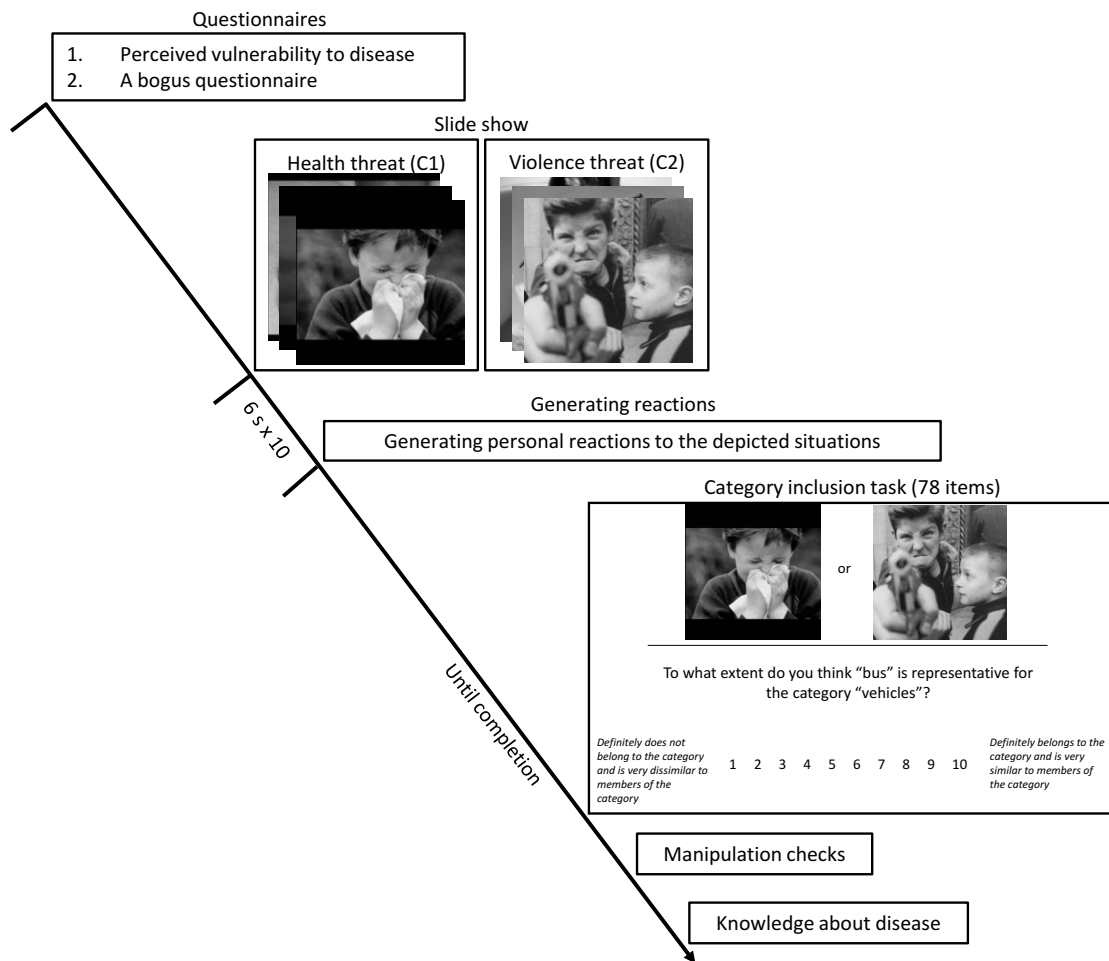 Questionnaires
1. Perceived vulnerability to disease
2. A bogus questionnaire
Slide show
Health threat (C1)
Violence threat (C2)
6 s x 10
Generating reactions
Generating personal reactions to the depicted situations
Category inclusion task (78 items)
or
To what extent do you think “bus” is representative for
the category “vehicles”?
Definitely does not
belong to the category
and is very dissimilar to
members of the
category
1 2 3 4 5 6 7 8 9 10
Definitely belongs to the
category and is very
similar to members of
the category
Until completion
Manipulation checks
Knowledge about disease